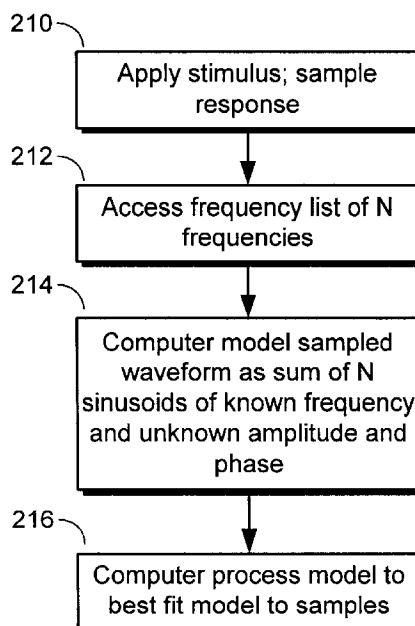 210
Apply stimulus; sample
response
212
Access frequency list of N
frequencies
214
Computer model sampled
waveform as sum of N
sinusoids of known frequency
and unknown amplitude and
phase
216
Computer process model to
best fit model to samples